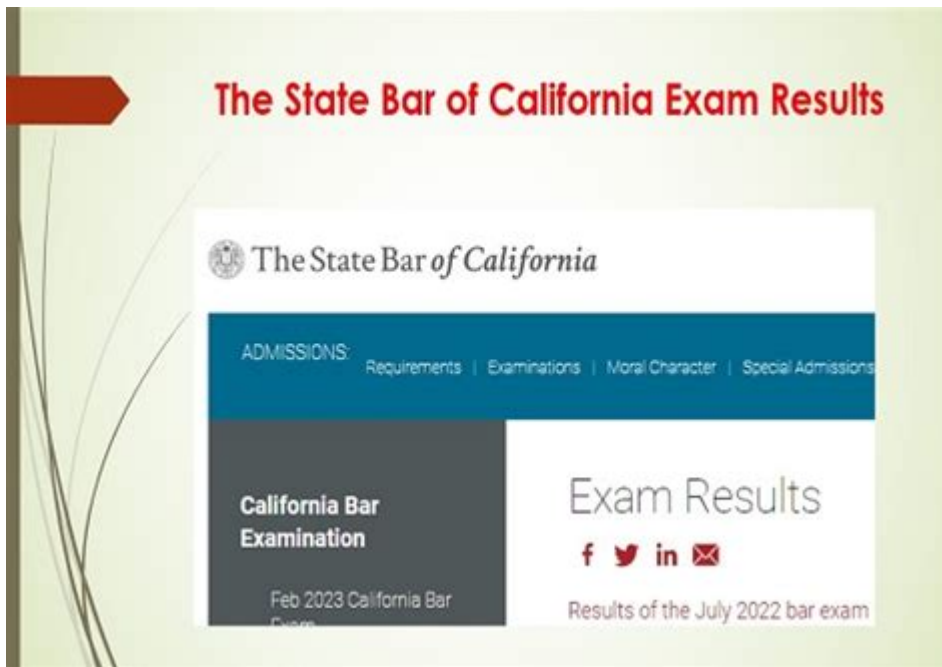 The State Bar of California Exam Results
The State Bar of California
ADMISSIONS:
Requirements | Examinations | Moral Character | Special Admissions
California Bar
Examination
Feb 2023 California Bar
Exam
Exam Results
Results of the July 2022 bar exam